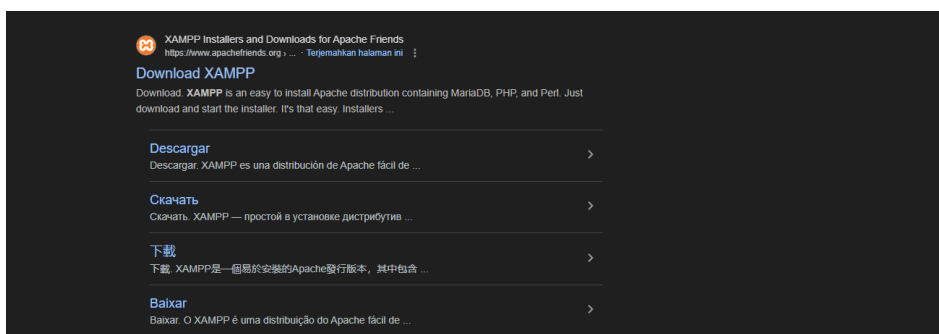 XAMPP Installers and Downloads for Apache Friends
https://www.apachefriends.org › ... · Terjemahkan halaman ini
Download XAMPP
Download. XAMPP is an easy to install Apache distribution containing MariaDB, PHP, and Perl. Just
download and start the installer. It's that easy. Installers ...
Descargar
Descargar. XAMPP es una distribución de Apache fácil de ...
Скачать
Скачать. XAMPP — простой в установке дистрибутив ...
下載
下載. XAMPP是一個易於安裝的Apache發行版本，其中包含 ...
Baixar
Baixar. O XAMPP é uma distribuição do Apache fácil de ...